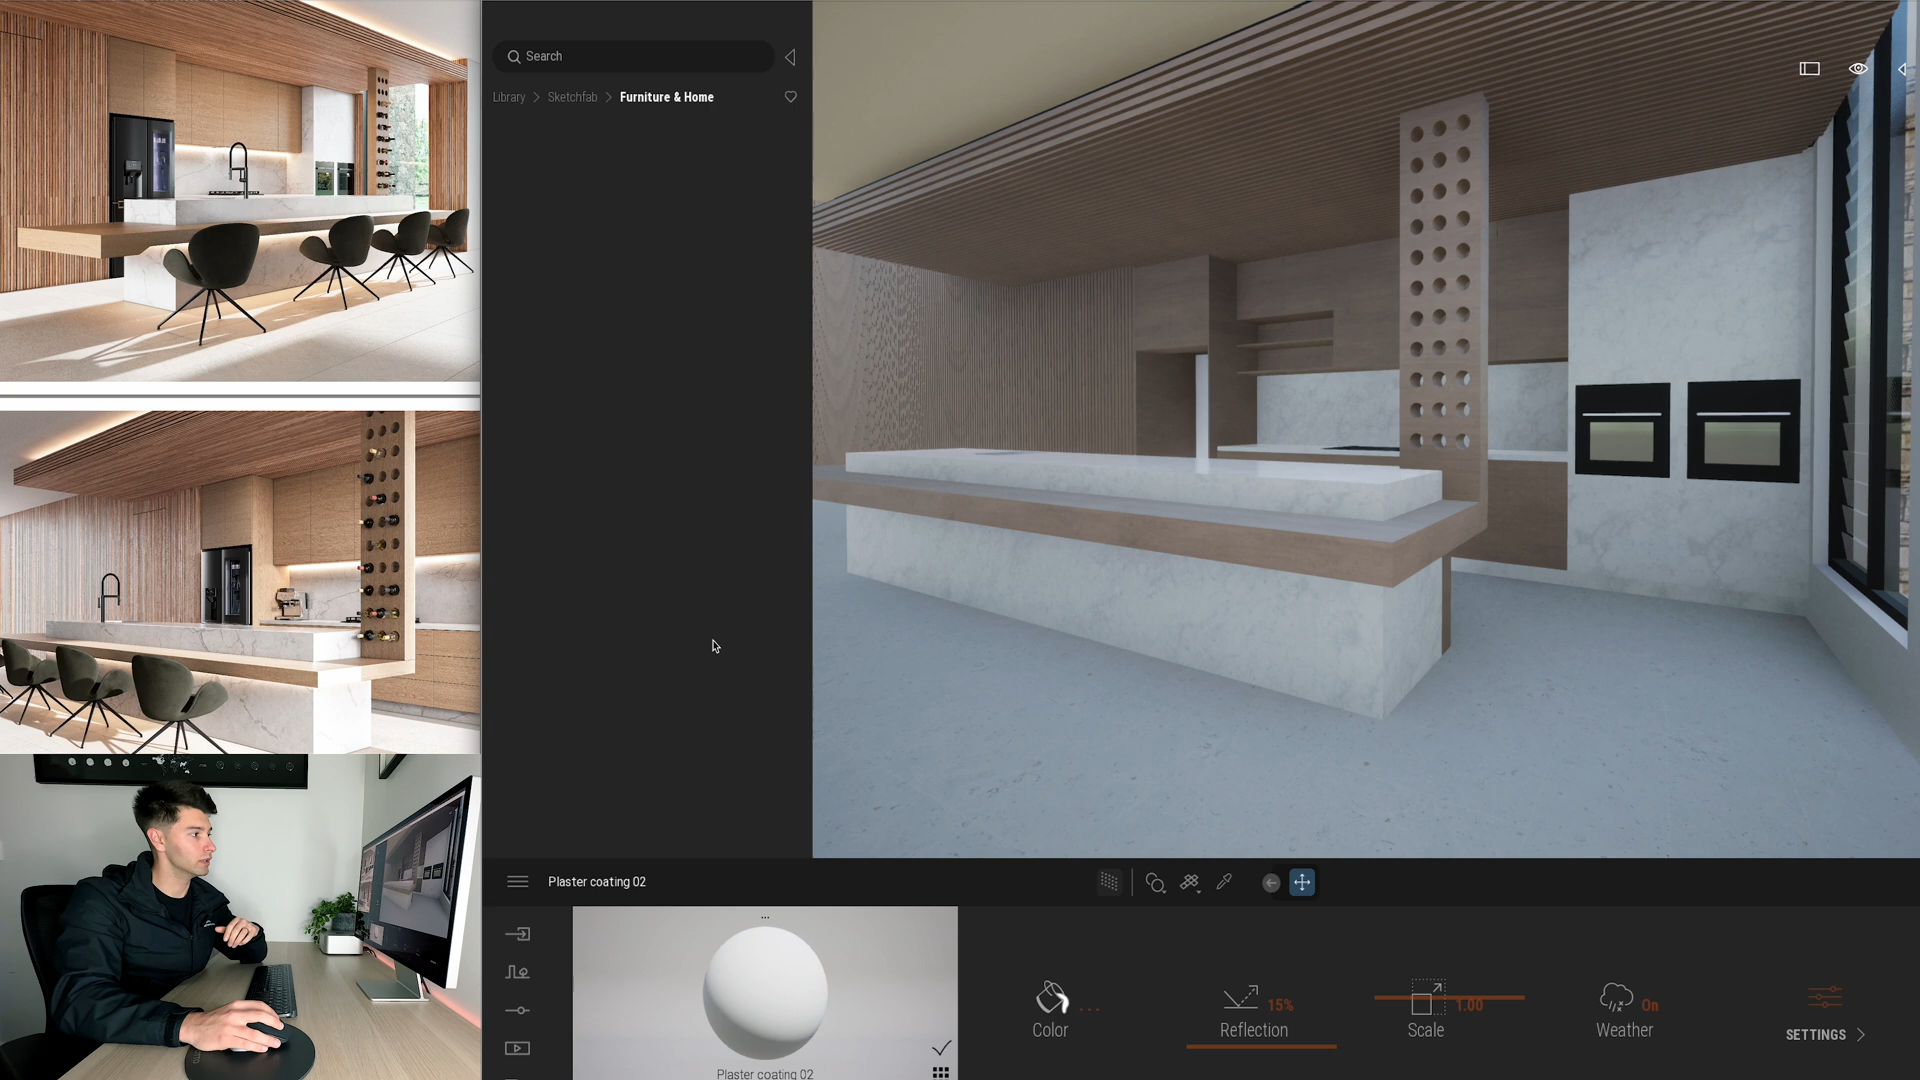 Search
Library > Sketchfab > Furniture & Home
Plaster coating 02
...
Plaster coating 02
Color ...
Reflection 15%
Scale 1.00
Weather On
SETTINGS >